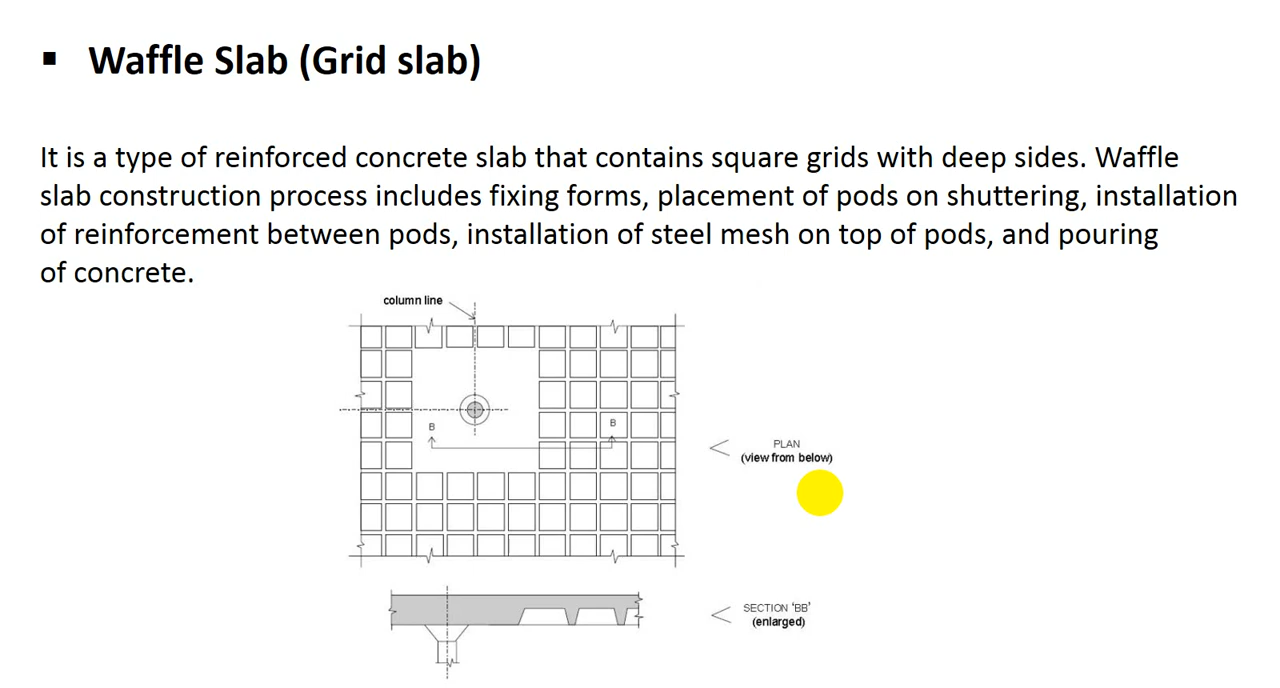 ▪ Waffle Slab (Grid slab)
It is a type of reinforced concrete slab that contains square grids with deep sides. Waffle
slab construction process includes fixing forms, placement of pods on shuttering, installation
of reinforcement between pods, installation of steel mesh on top of pods, and pouring
of concrete.
column line
B
B
PLAN
(view from below)
SECTION 'BB'
(enlarged)